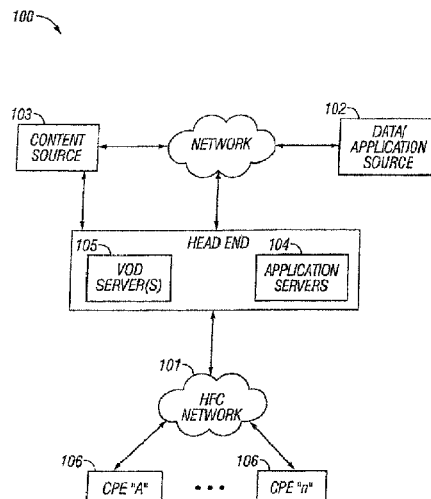 100
103
CONTENT
SOURCE
NETWORK
102
DATA/
APPLICATION
SOURCE
HEAD END
105
VOD
SERVER(S)
104
APPLICATION
SERVERS
101
HFC
NETWORK
106
CPE "A"
• • •
106
CPE "n"